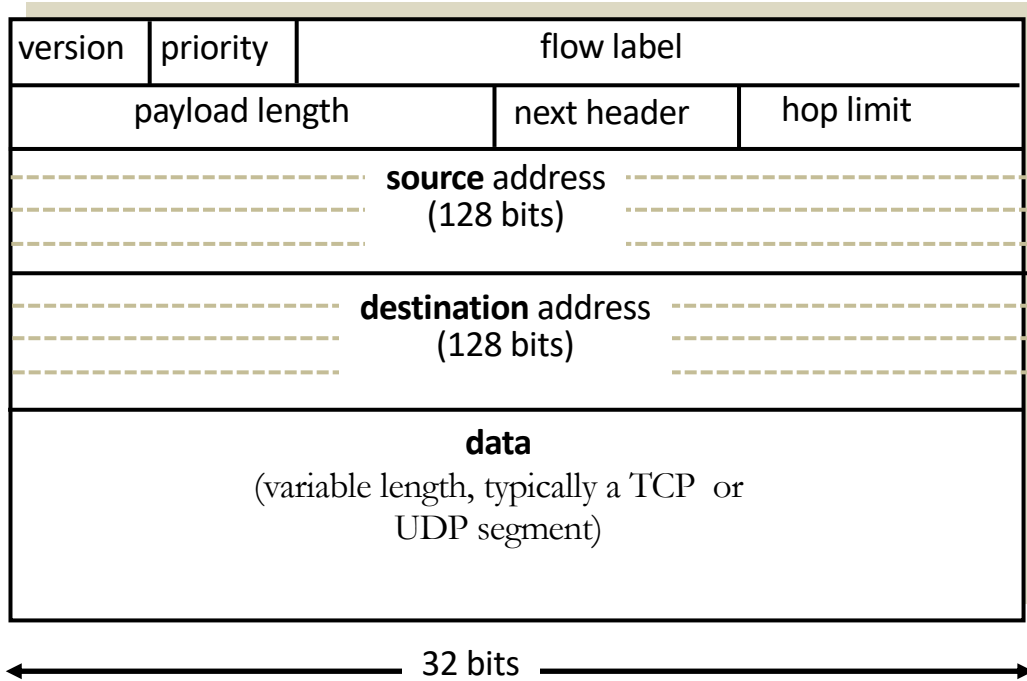 version priority flow label
payload length next header hop limit
source address
(128 bits)
destination address
(128 bits)
data
(variable length, typically a TCP or
UDP segment)
32 bits